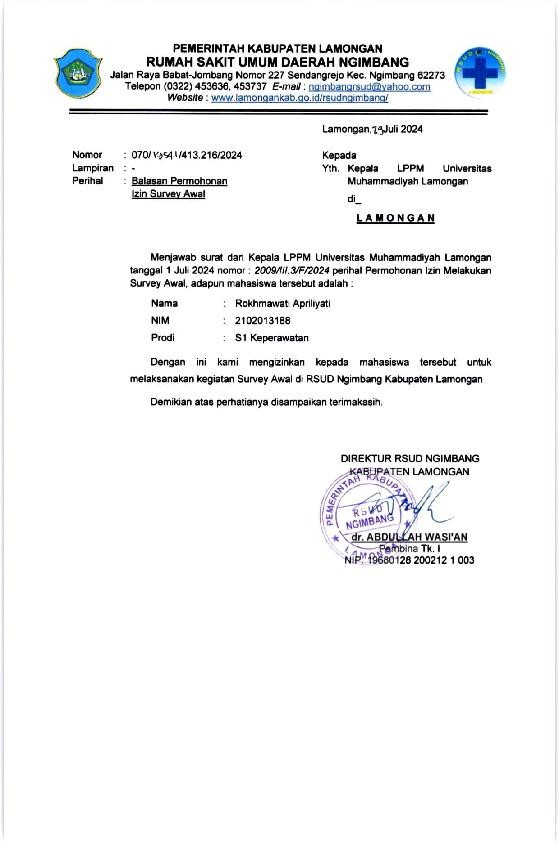 PEMERINTAH KABUPATEN LAMONGAN
RUMAH SAKIT UMUM DAERAH NGIMBANG
Jalan Raya Babat-Jombang Nomor 227 Sendangrejo Kec. Ngimbang 62273
Telepon (0322) 453636, 453737 E-mail : ngimbangrsud@yahoo.com
Website : www.lamongankab.go.id/rsudngimbang/
Lamongan, Juli 2024
Nomor : 070/ /413.216/2024
Lampiran : -
Perihal : Balasan Permohonan
Izin Survey Awal
Kepada
Yth. Kepala LPPM Universitas
Muhammadiyah Lamongan
di_
LAMONGAN
Menjawab surat dari Kepala LPPM Universitas Muhammadiyah Lamongan
tanggal 1 Juli 2024 nomor : 2009/III.3/F/2024 perihal Permohonan Izin Melakukan
Survey Awal, adapun mahasiswa tersebut adalah :
Nama : Rokhmawati Apriliyati
NIM : 2102013188
Prodi : S1 Keperawatan
Dengan ini kami mengizinkan kepada mahasiswa tersebut untuk
melaksanakan kegiatan Survey Awal di RSUD Ngimbang Kabupaten Lamongan
Demikian atas perhatianya disampaikan terimakasih.
DIREKTUR RSUD NGIMBANG
KABUPATEN LAMONGAN
PEMERINTAH KABUPATEN
RSUD
NGIMBANG
LAMONGAN
dr. ABDULLAH WASI'AN
Pembina Tk. I
NIP. 19680128 200212 1 003